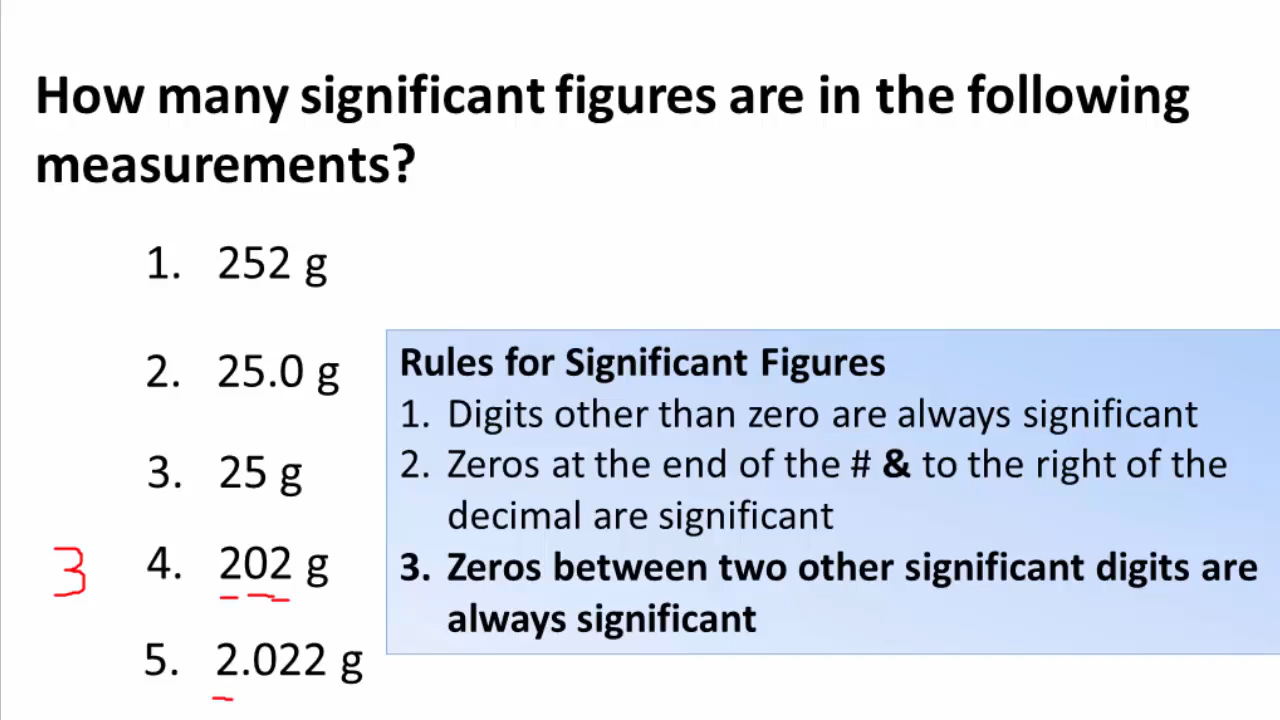 How many significant figures are in the following
measurements?
1. 252 g
2. 25.0 g
3. 25 g
3 4. 202 g
5. 2.022 g
Rules for Significant Figures
1. Digits other than zero are always significant
2. Zeros at the end of the # & to the right of the
decimal are significant
3. Zeros between two other significant digits are
always significant